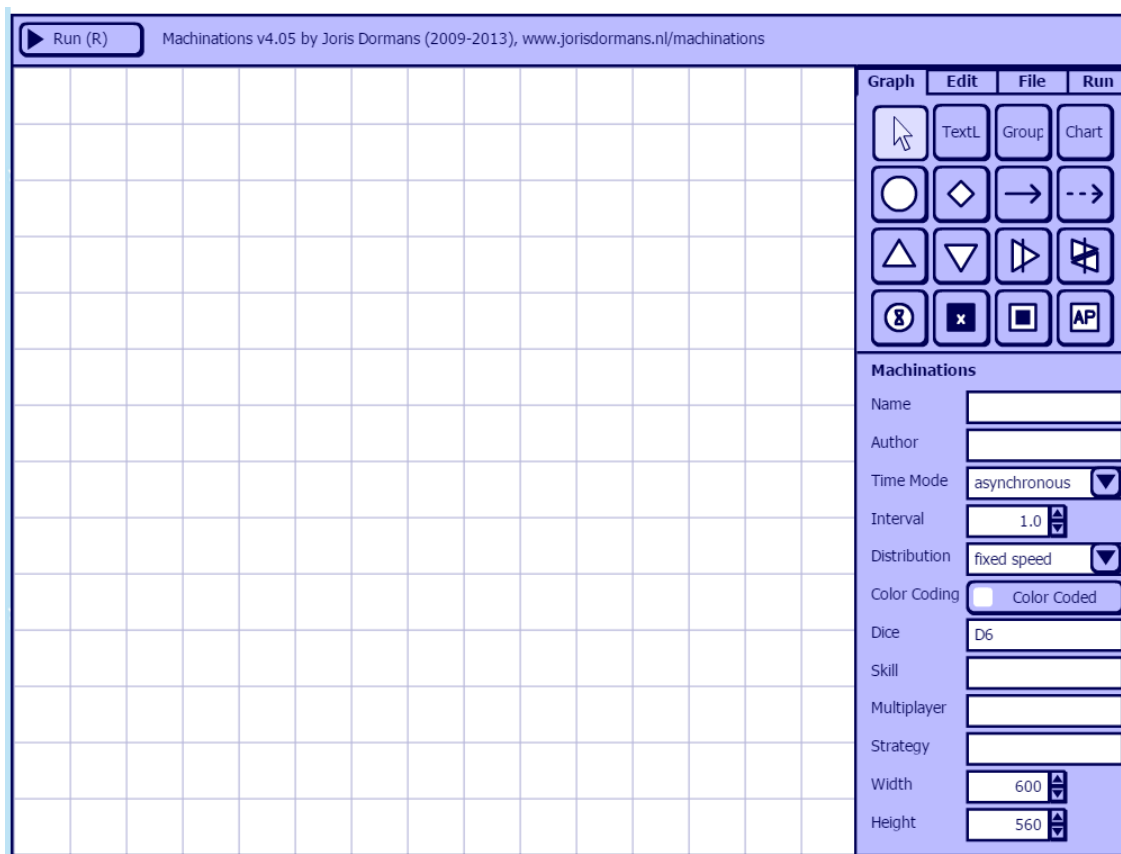 Run (R) Machinations v4.05 by Joris Dormans (2009-2013), www.jorisdormans.nl/machinations
Graph Edit File Run
TextL Group Chart
x AP
Machinations
Name
Author
Time Mode asynchronous
Interval 1.0
Distribution fixed speed
Color Coding Color Coded
Dice D6
Skill
Multiplayer
Strategy
Width 600
Height 560